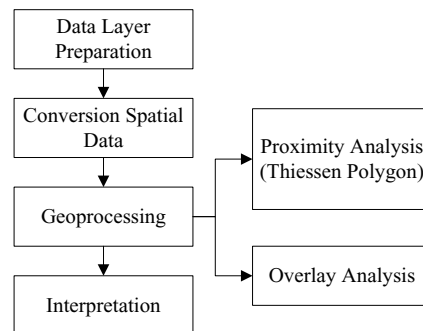 Data Layer
Preparation
Conversion Spatial
Data
Geoprocessing
Interpretation
Proximity Analysis
(Thiessen Polygon)
Overlay Analysis